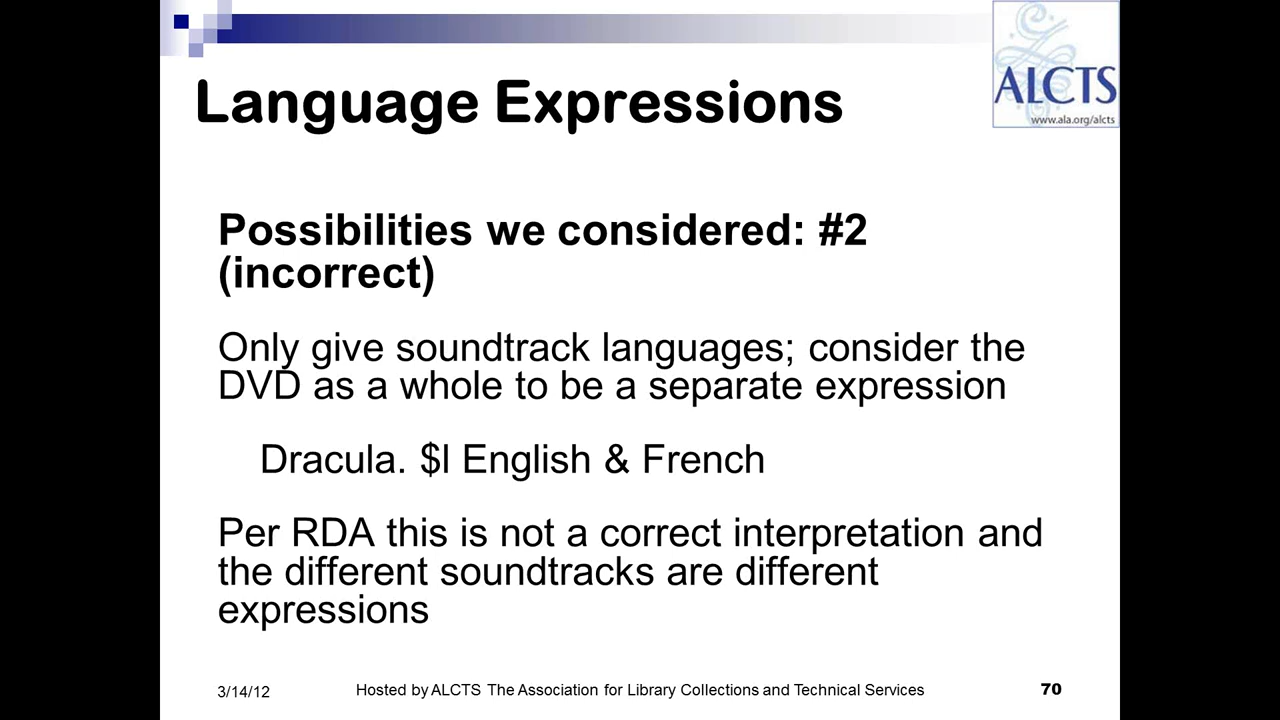 ALCTS
www.ala.org/alcts
Language Expressions
Possibilities we considered: #2
(incorrect)
Only give soundtrack languages; consider the
DVD as a whole to be a separate expression
Dracula. $l English & French
Per RDA this is not a correct interpretation and
the different soundtracks are different
expressions
3/14/12
Hosted by ALCTS The Association for Library Collections and Technical Services
70